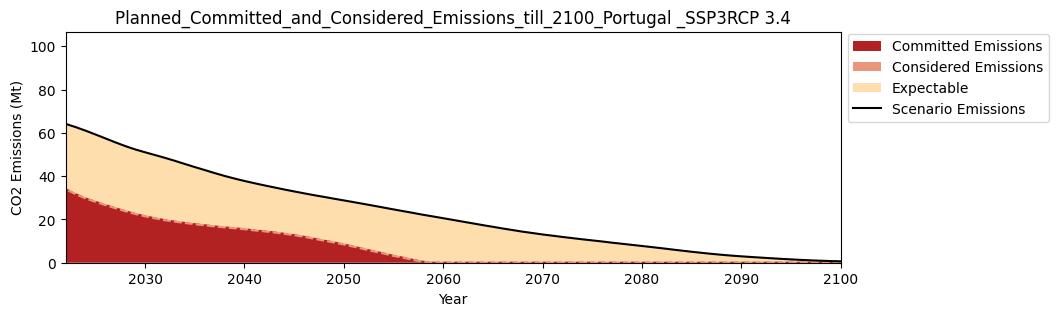 Planned_Committed_and_Considered_Emissions_till_2100_Portugal _SSP3RCP 3.4
Committed Emissions
Considered Emissions
Expectable
Scenario Emissions
CO2 Emissions (Mt)
100
80
60
40
20
0
2030 2040 2050 2060 2070 2080 2090 2100
Year